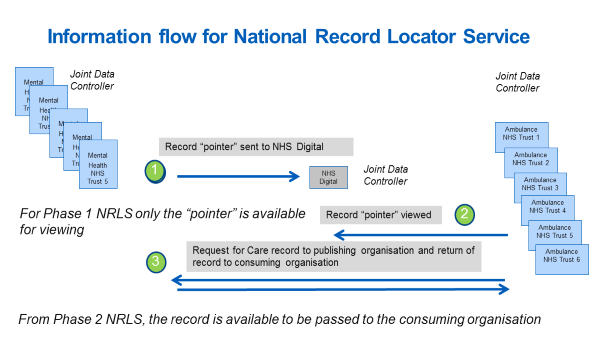 Information flow for National Record Locator Service
Joint Data
Controller
Joint Data
Controller
Mental
Mental
Mental
Mental
Mental
Health
NHS
Trust 5
Record “pointer” sent to NHS Digital
1
NHS
Digital
Joint Data
Controller
Ambulance
NHS Trust 1
Ambulance
NHS Trust 2
Ambulance
NHS Trust 3
Ambulance
NHS Trust 4
Ambulance
NHS Trust 5
Ambulance
NHS Trust 6
For Phase 1 NRLS only the “pointer” is available
for viewing
Record “pointer” viewed
2
Request for Care record to publishing organisation and return of
record to consuming organisation
3
From Phase 2 NRLS, the record is available to be passed to the consuming organisation